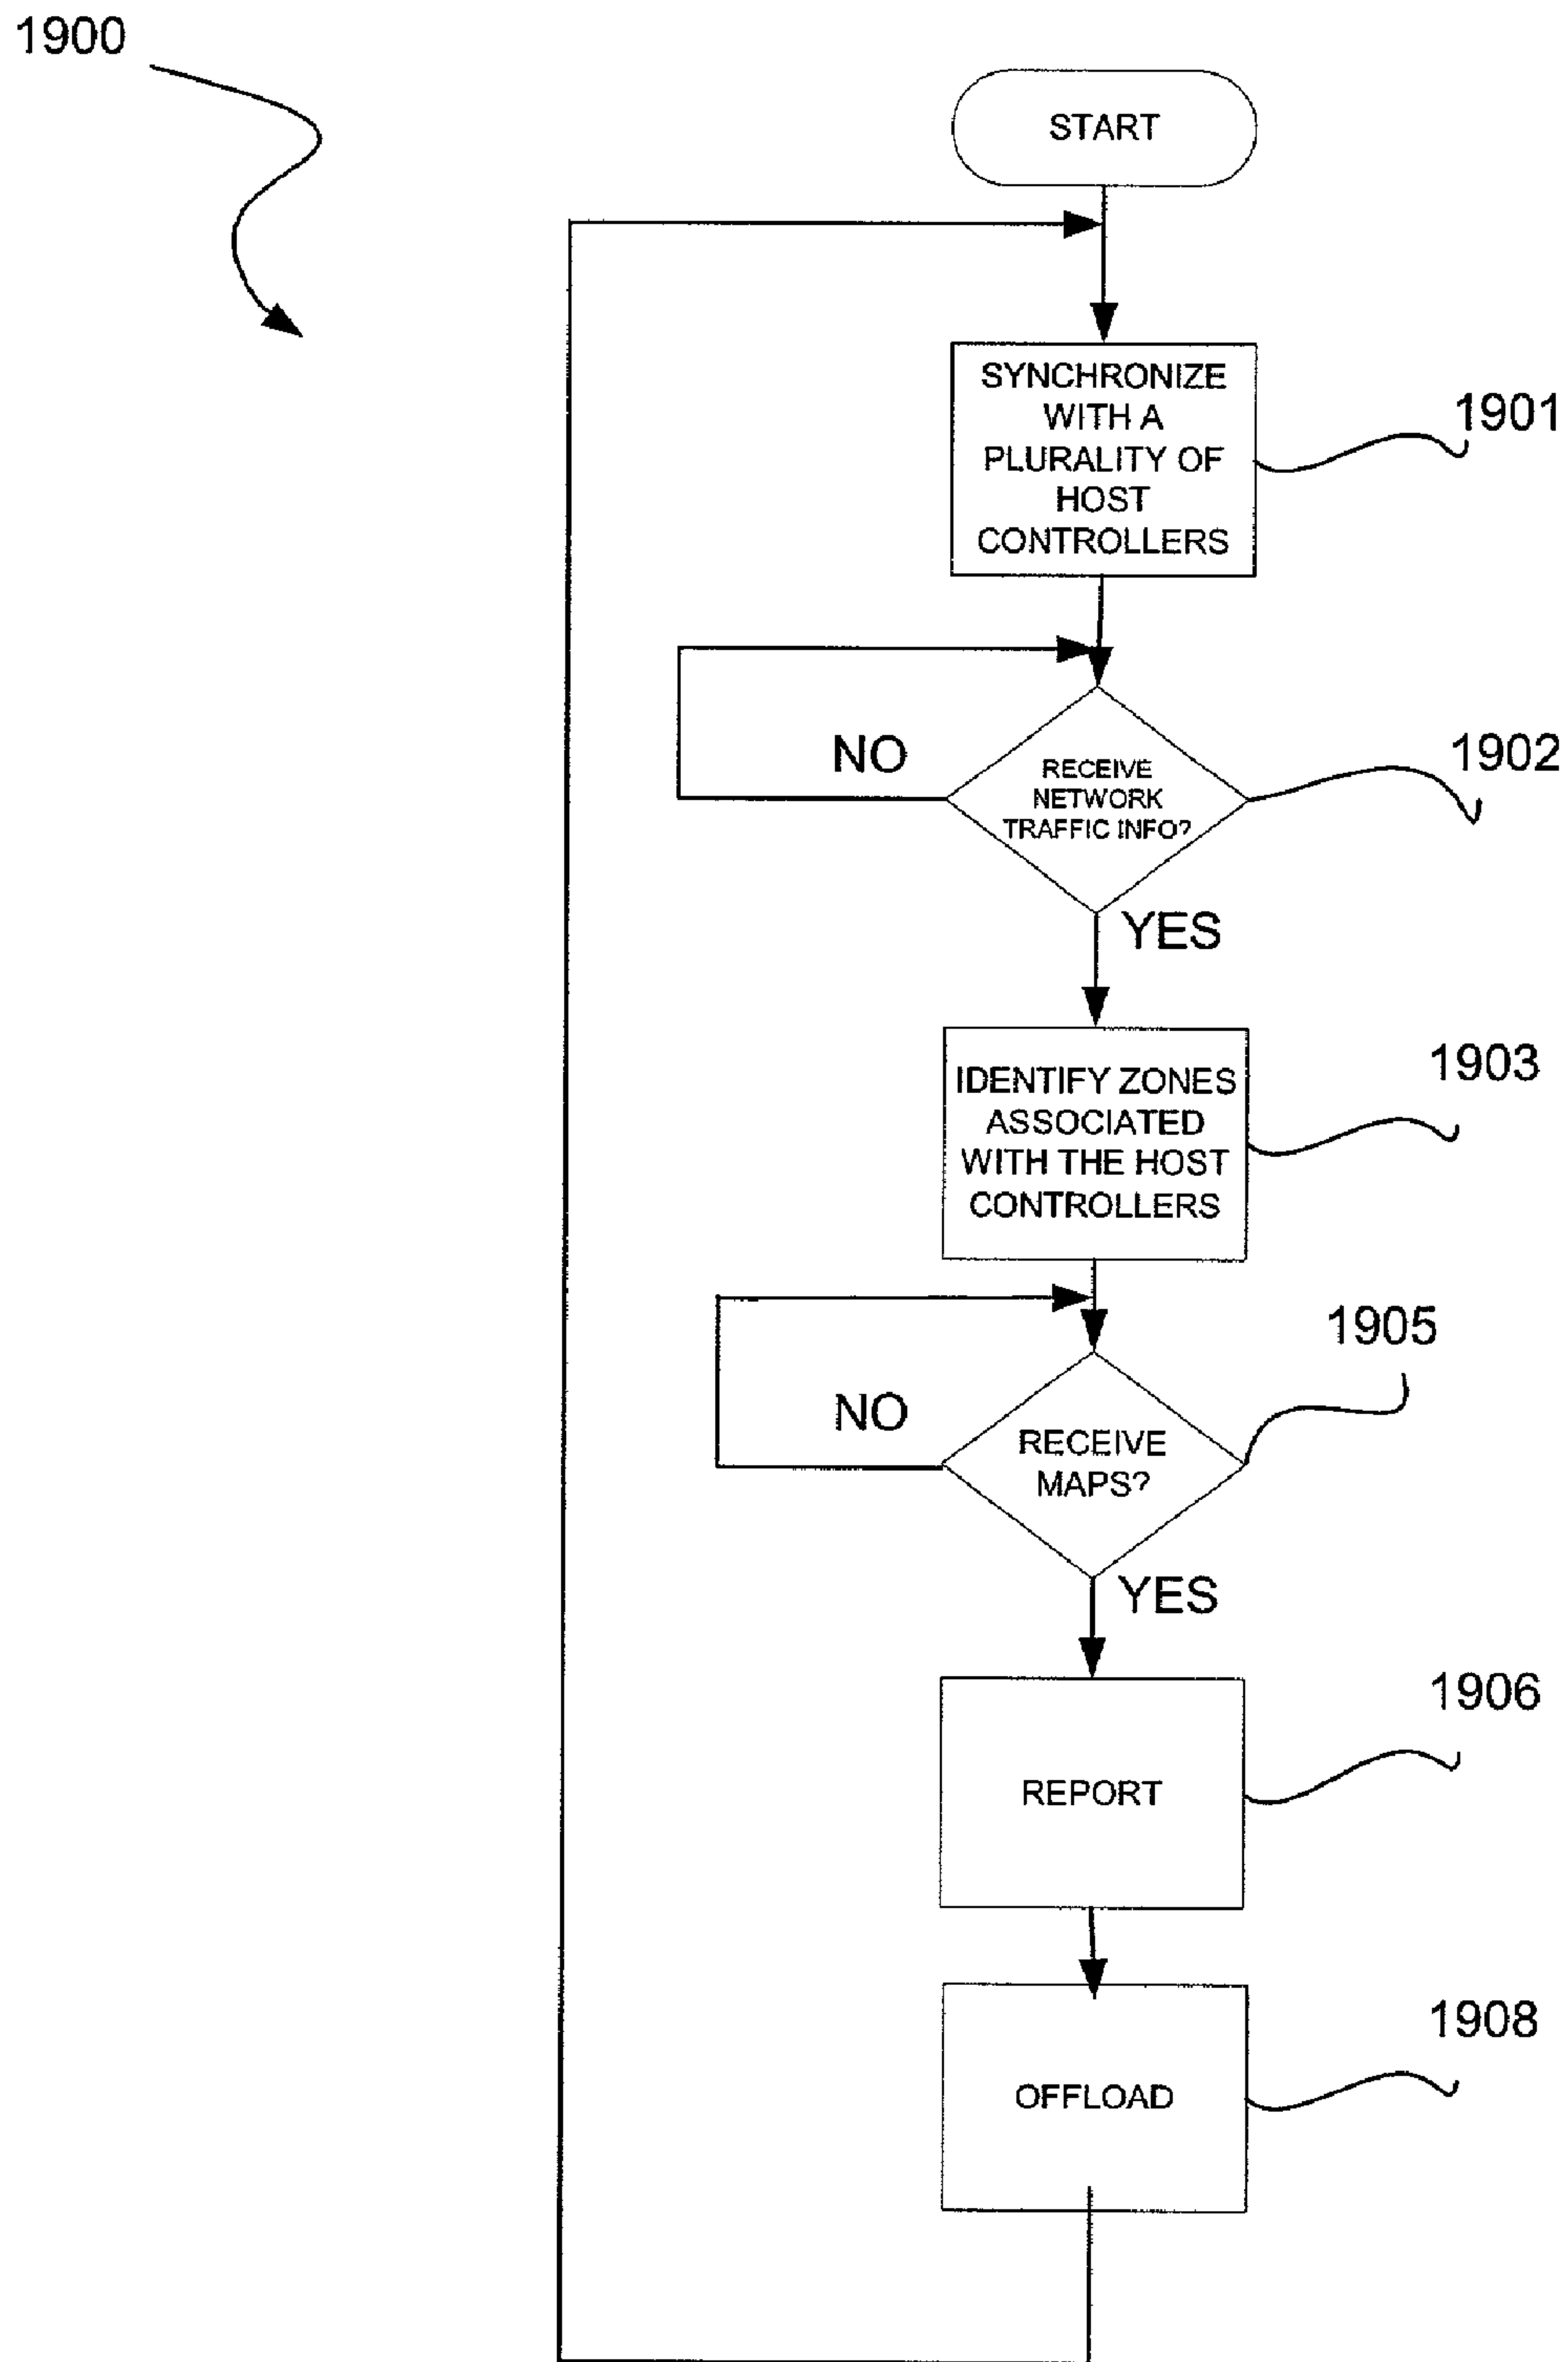 1900
START
SYNCHRONIZE
WITH A
PLURALITY OF
HOST
CONTROLLERS
1901
NO
RECEIVE
NETWORK
TRAFFIC INFO?
1902
YES
IDENTIFY ZONES
ASSOCIATED
WITH THE HOST
CONTROLLERS
1903
NO
RECEIVE
MAPS?
1905
YES
REPORT
1906
OFFLOAD
1908